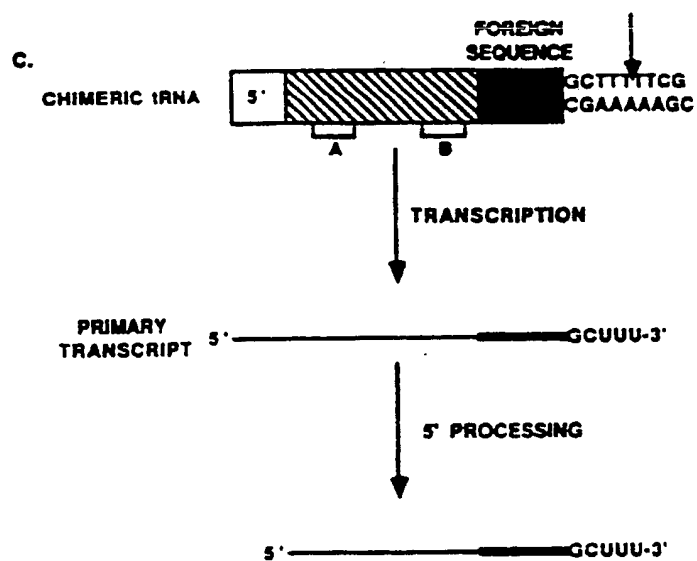 C.
FOREIGN
SEQUENCE
CHIMERIC tRNA
5'
GCTTTTTCG
CGAAAAAGC
A
B
TRANSCRIPTION
PRIMARY
TRANSCRIPT
5'
GCUUU-3'
5' PROCESSING
5'
GCUUU-3'